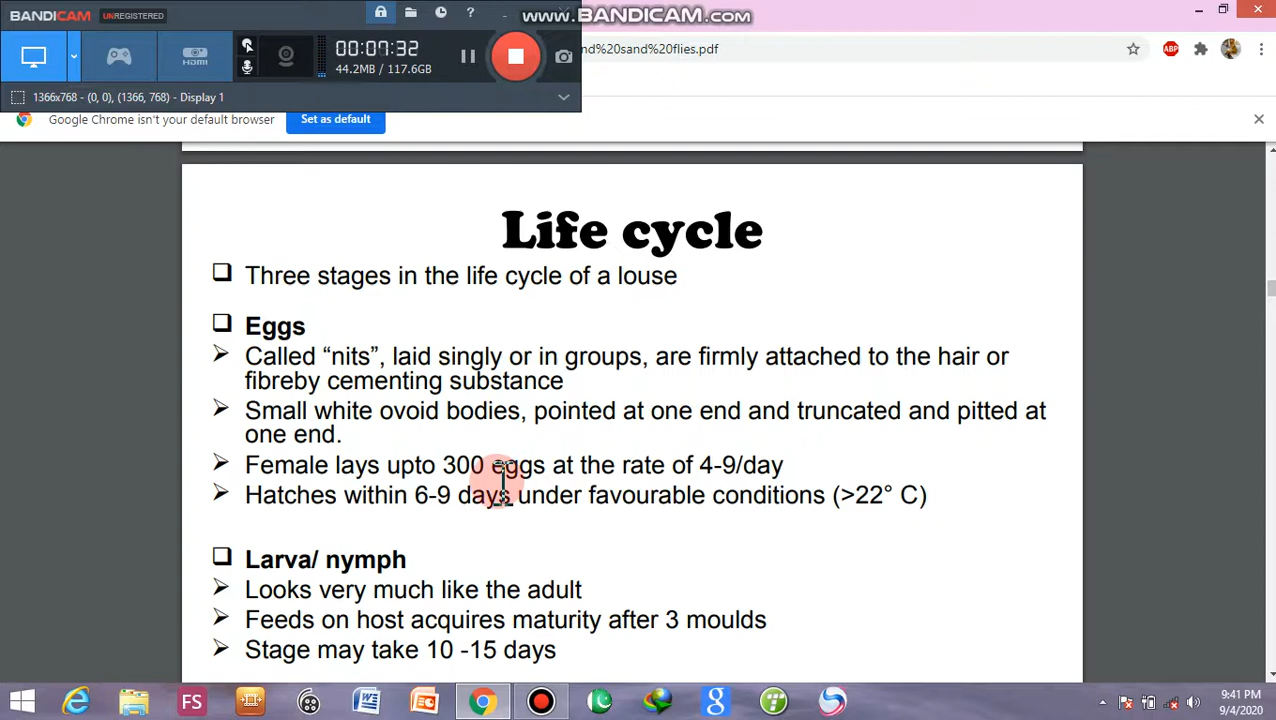 BANDICAM UNREGISTERED
www.BANDICAM.com
HDMI
00:07:32
44.2MB / 117.6GB
nd%20sand%20flies.pdf
ABP
1366x768 - (0, 0), (1366, 768) - Display 1
Google Chrome isn't your default browser
Set as default
Life cycle
Three stages in the life cycle of a louse
Eggs
Called “nits”, laid singly or in groups, are firmly attached to the hair or
fibreby cementing substance
Small white ovoid bodies, pointed at one end and truncated and pitted at
one end.
Female lays upto 300 eggs at the rate of 4-9/day
Hatches within 6-9 days under favourable conditions (>22° C)
Larva/ nymph
Looks very much like the adult
Feeds on host acquires maturity after 3 moulds
Stage may take 10 -15 days
FS
9:41 PM
9/4/2020